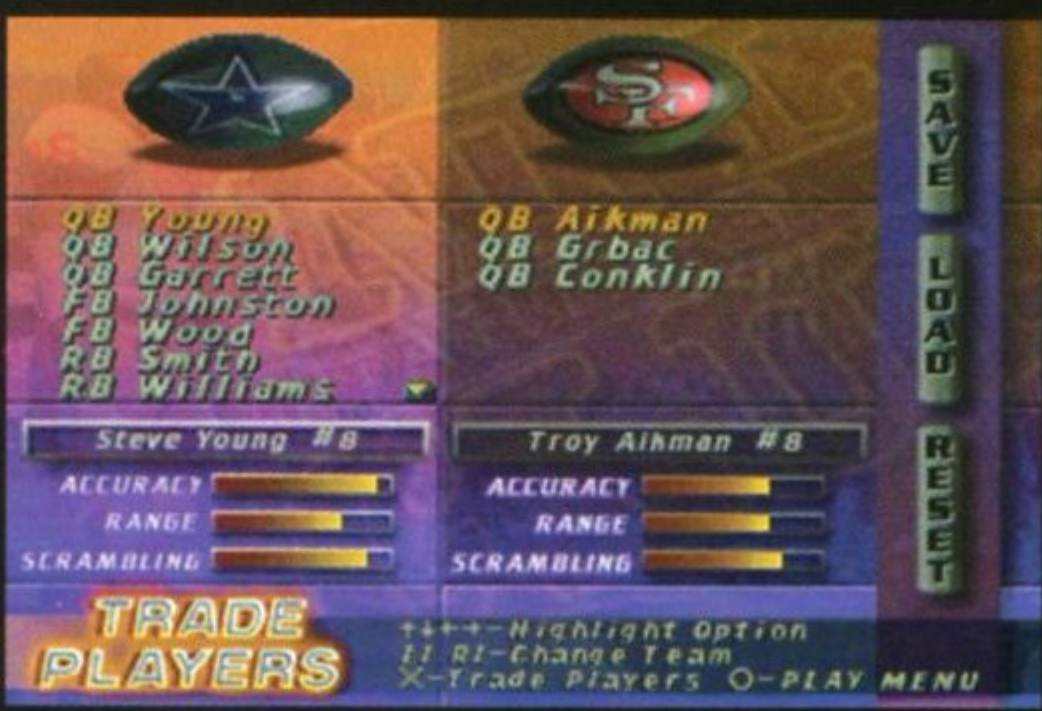 SF
QB Young
QB Wilson
QB Garrett
FB Johnston
FB Wood
RB Smith
RB Williams
QB Aikman
QB Grbac
QB Conklin
Steve Young #8
ACCURACY
RANGE
SCRAMBLING
Troy Aikman #8
ACCURACY
RANGE
SCRAMBLING
SAVE
LOAD
RESET
TRADE
PLAYERS
-Highlight Option
R1-Change Team
X-Trade Players O-PLAY MENU